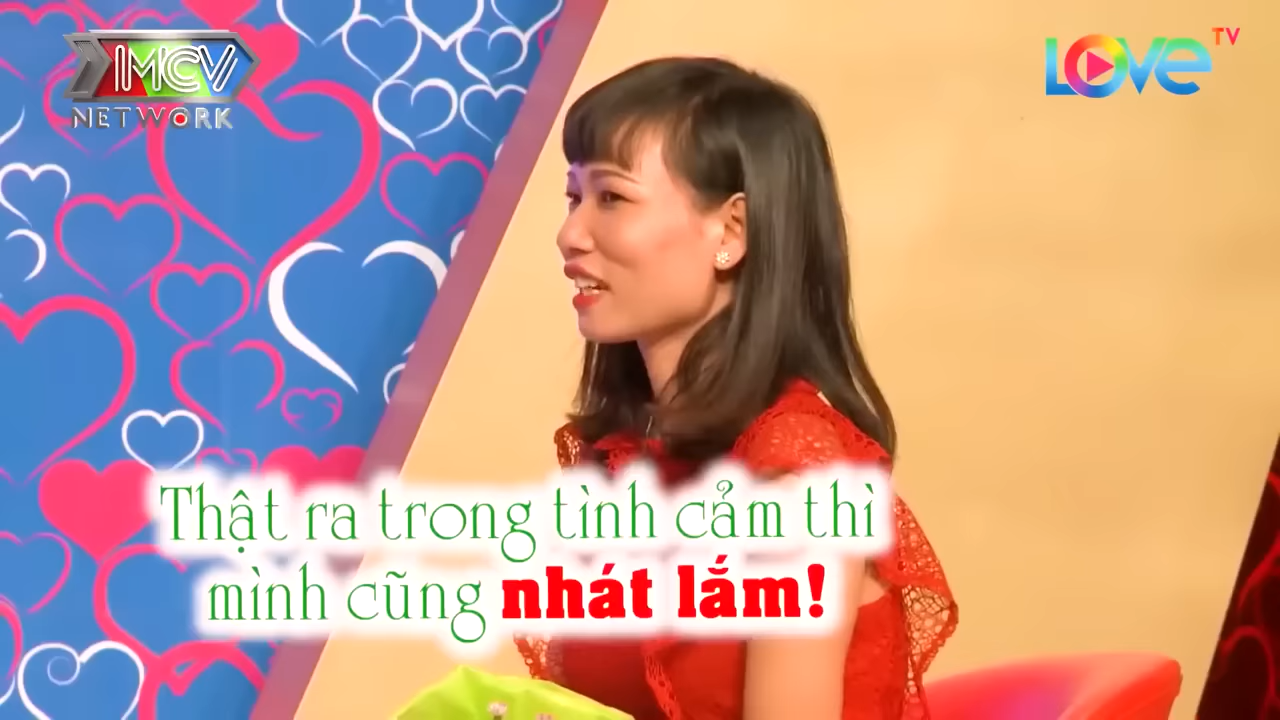 MCV
NETWORK
LOVE TV
Thật ra trong tình cảm thì
mình cũng nhát lắm!